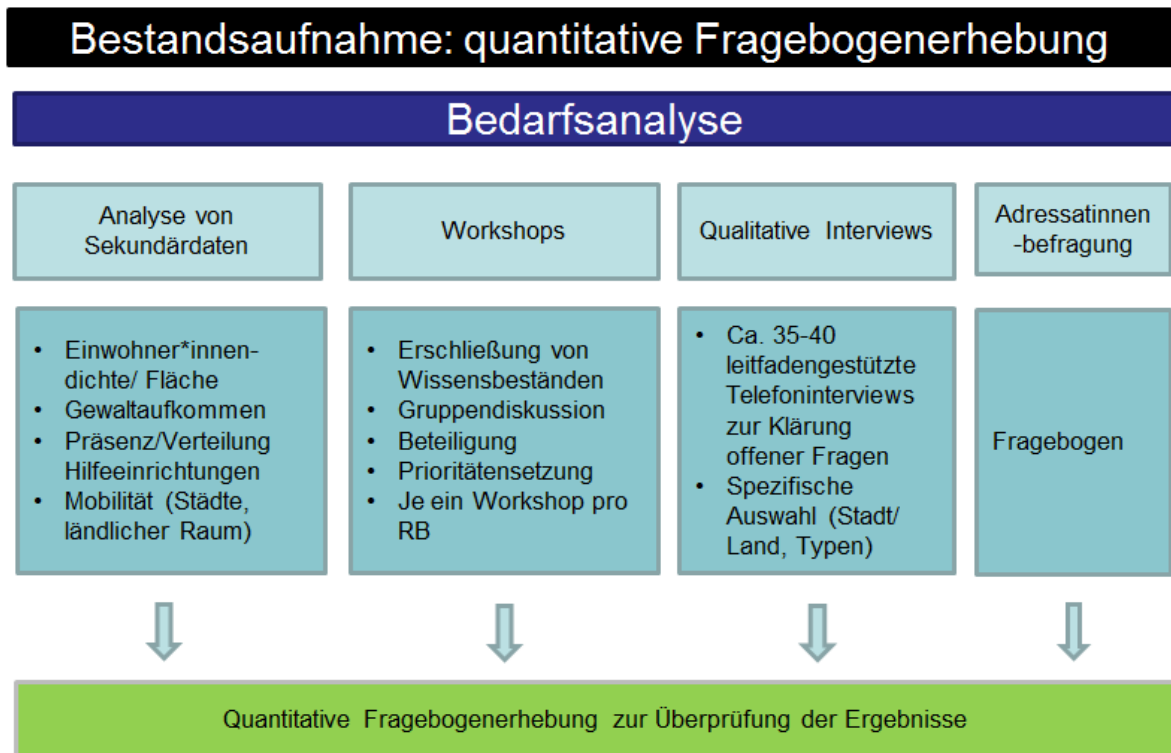 Bestandsaufnahme: quantitative Fragebogenerhebung
Bedarfsanalyse
Analyse von
Sekundärdaten
Workshops
Qualitative Interviews
Adressatinnen
-befragung
• Einwohner*innen-
dichte/ Fläche
• Gewaltaufkommen
• Präsenz/Verteilung
Hilfeeinrichtungen
• Mobilität (Städte,
ländlicher Raum)
• Erschließung von
Wissensbeständen
• Gruppendiskussion
• Beteiligung
• Prioritätensetzung
• Je ein Workshop pro
RB
• Ca. 35-40
leitfadengestützte
Telefoninterviews
zur Klärung
offener Fragen
• Spezifische
Auswahl (Stadt/
Land, Typen)
Fragebogen
Quantitative Fragebogenerhebung zur Überprüfung der Ergebnisse